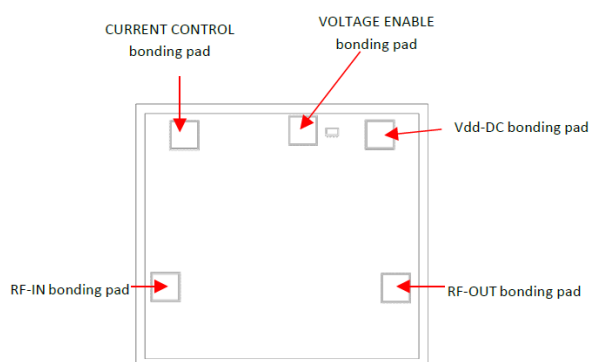 CURRENT CONTROL
bonding pad
VOLTAGE ENABLE
bonding pad
Vdd-DC bonding pad
RF-IN bonding pad
RF-OUT bonding pad